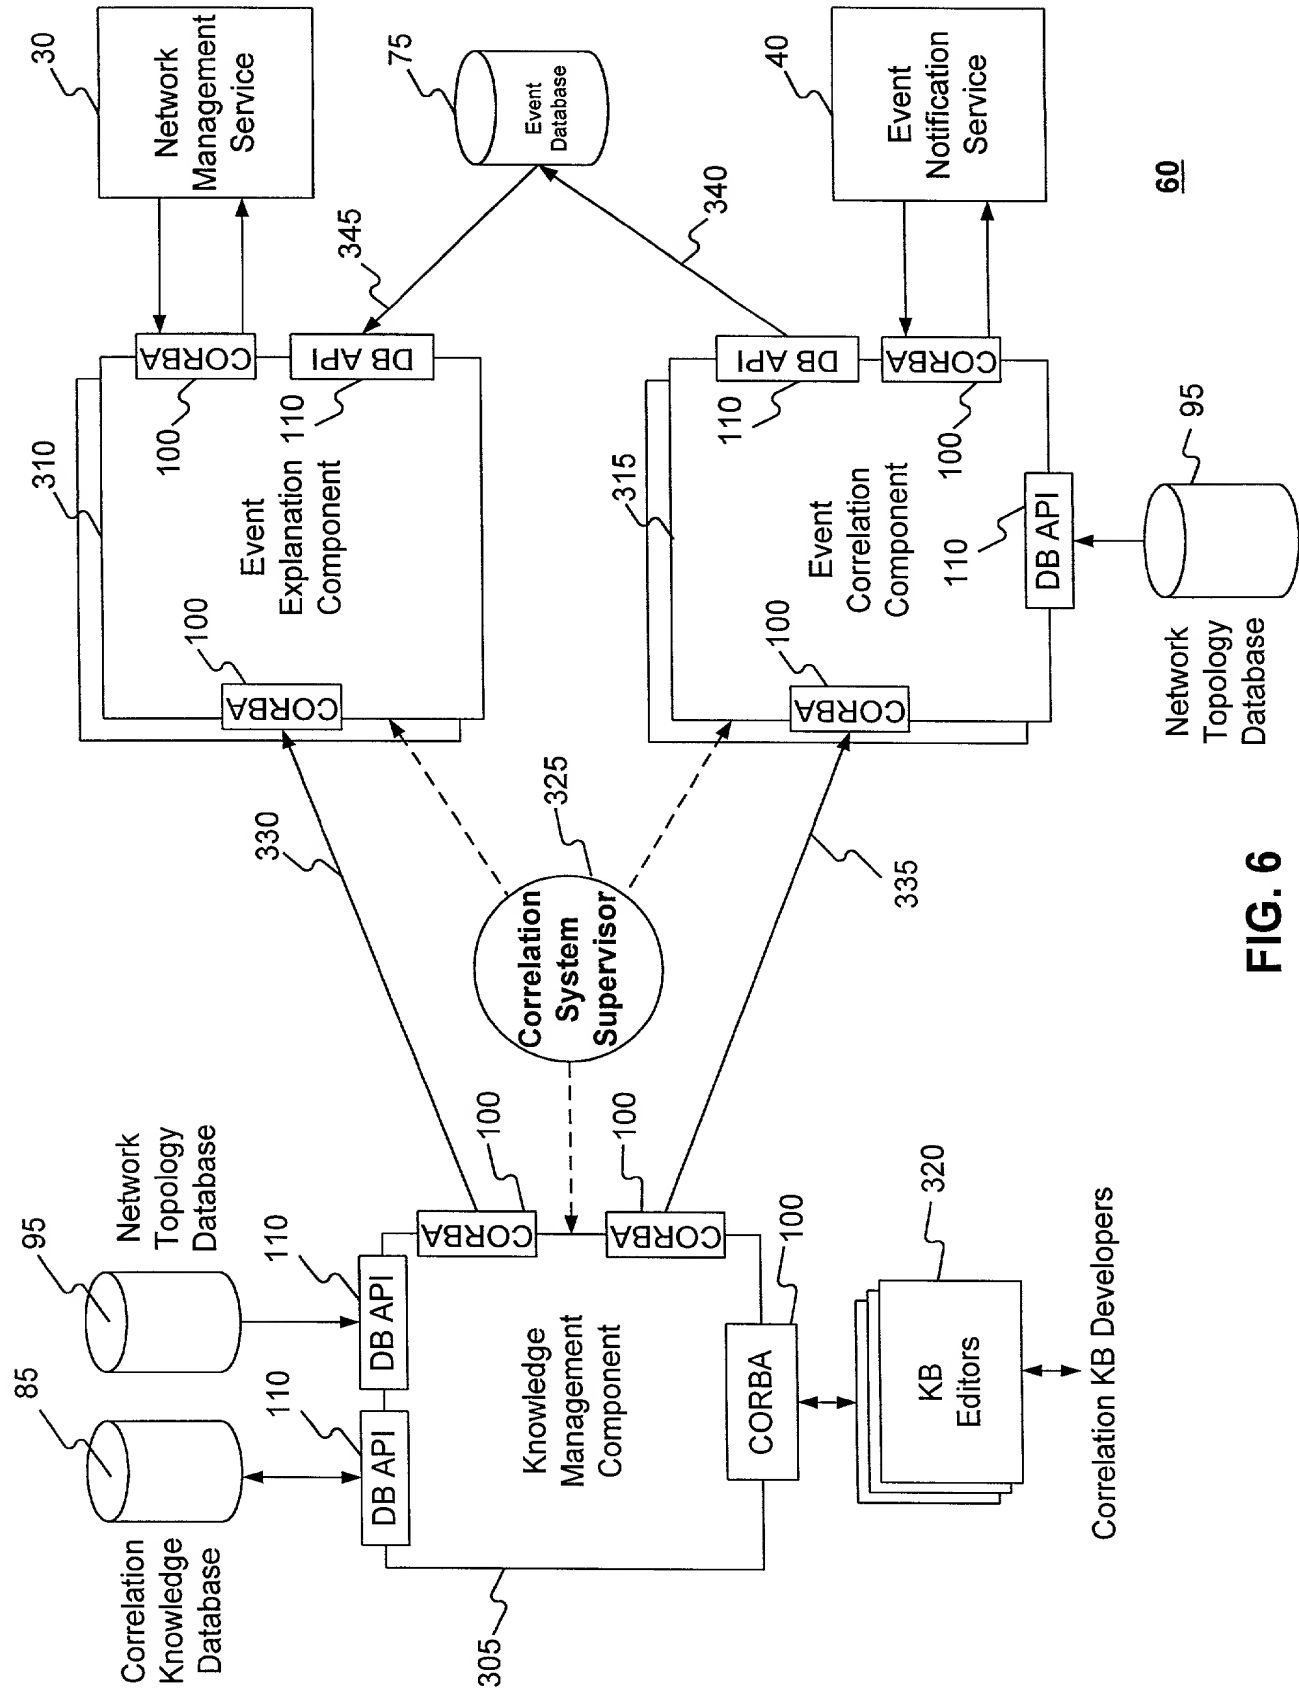 85
95
Correlation
Knowledge
Database
Network
Topology
Database
110
110
DB API
DB API
305
Knowledge
Management
Component
CORBA
100
CORBA
100
CORBA
100
KB
Editors
320
Correlation KB Developers
330
335
Correlation
System
Supervisor
325
310
CORBA
100
Event
Explanation
Component
CORBA
100
DB API
110
30
Network
Management
Service
345
75
Event
Database
340
315
CORBA
100
Event
Correlation
Component
DB API
110
CORBA
100
DB API
110
40
Event
Notification
Service
95
Network
Topology
Database
60
FIG. 6